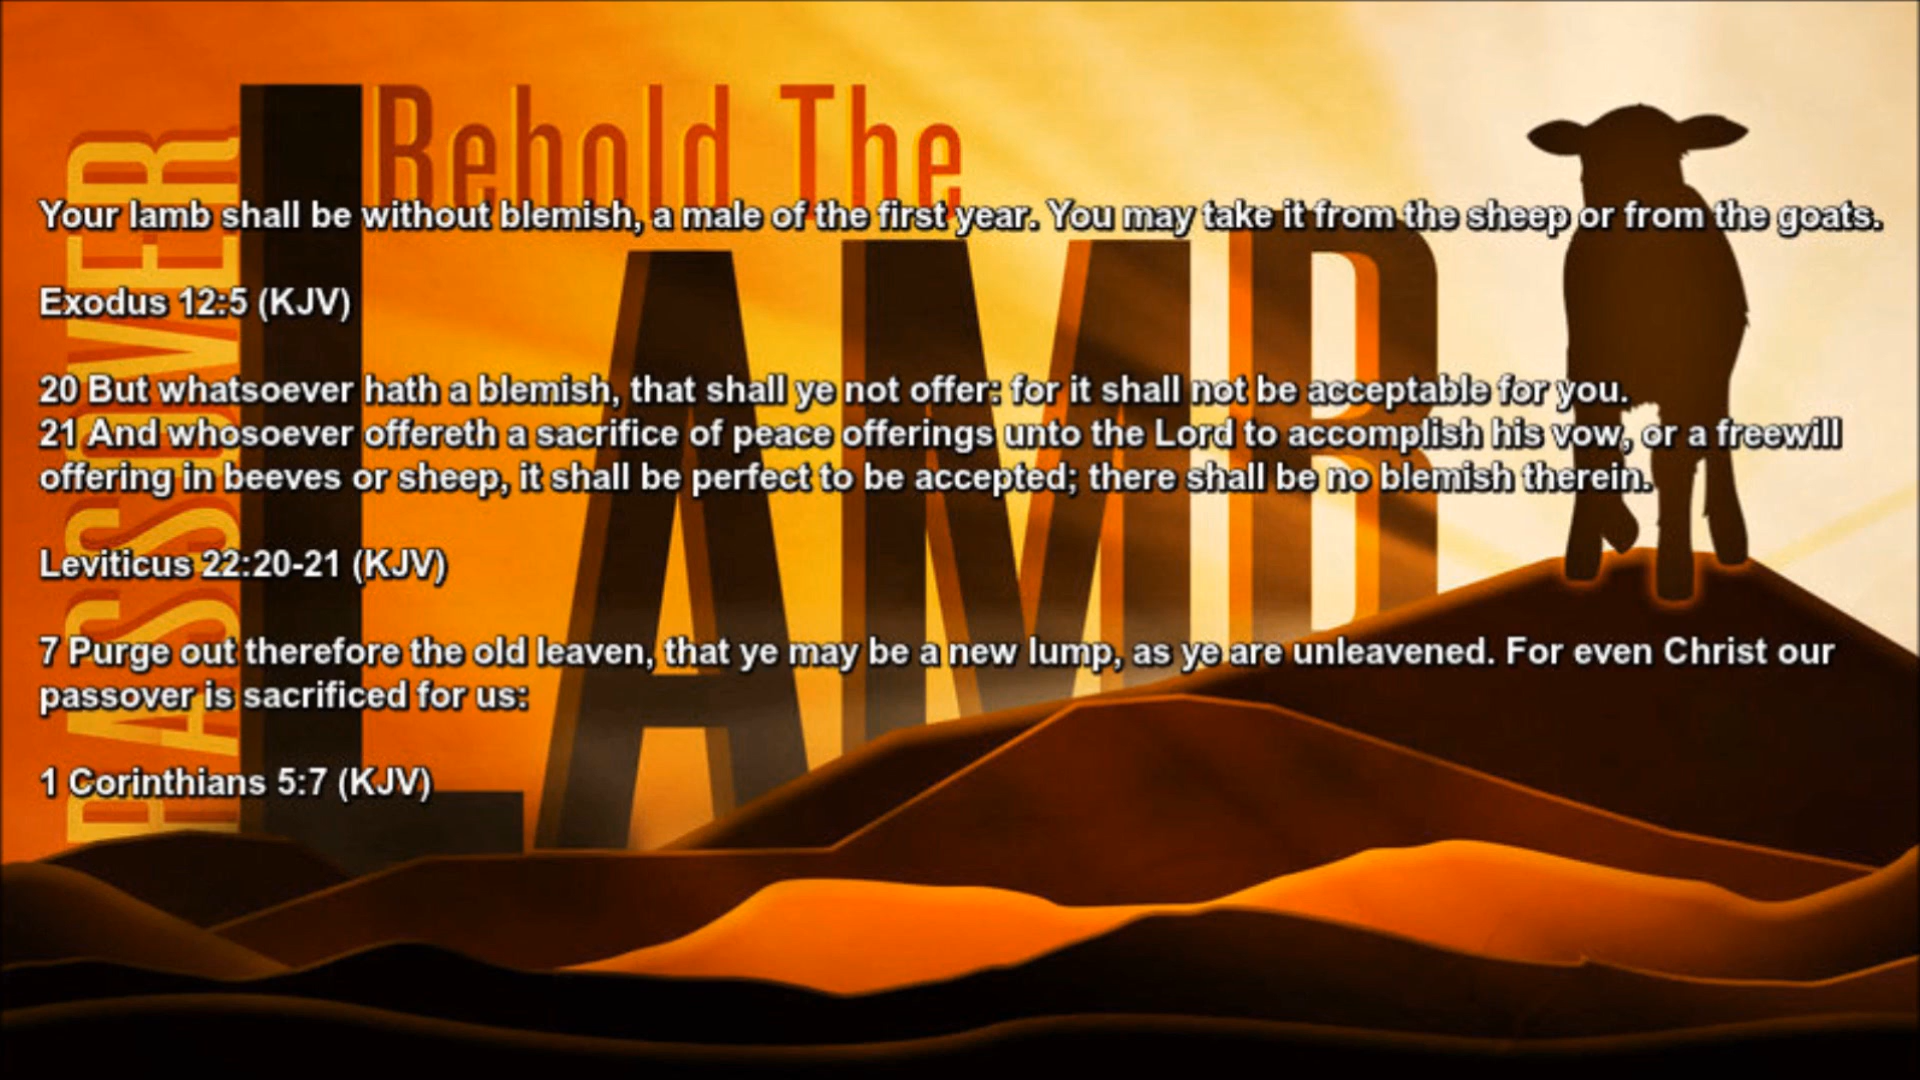 PASSOVER
Behold The
LAMB
Your lamb shall be without blemish, a male of the first year. You may take it from the sheep or from the goats.
Exodus 12:5 (KJV)
20 But whatsoever hath a blemish, that shall ye not offer: for it shall not be acceptable for you.
21 And whosoever offereth a sacrifice of peace offerings unto the Lord to accomplish his vow, or a freewill
offering in beeves or sheep, it shall be perfect to be accepted; there shall be no blemish therein.
Leviticus 22:20-21 (KJV)
7 Purge out therefore the old leaven, that ye may be a new lump, as ye are unleavened. For even Christ our
passover is sacrificed for us:
1 Corinthians 5:7 (KJV)